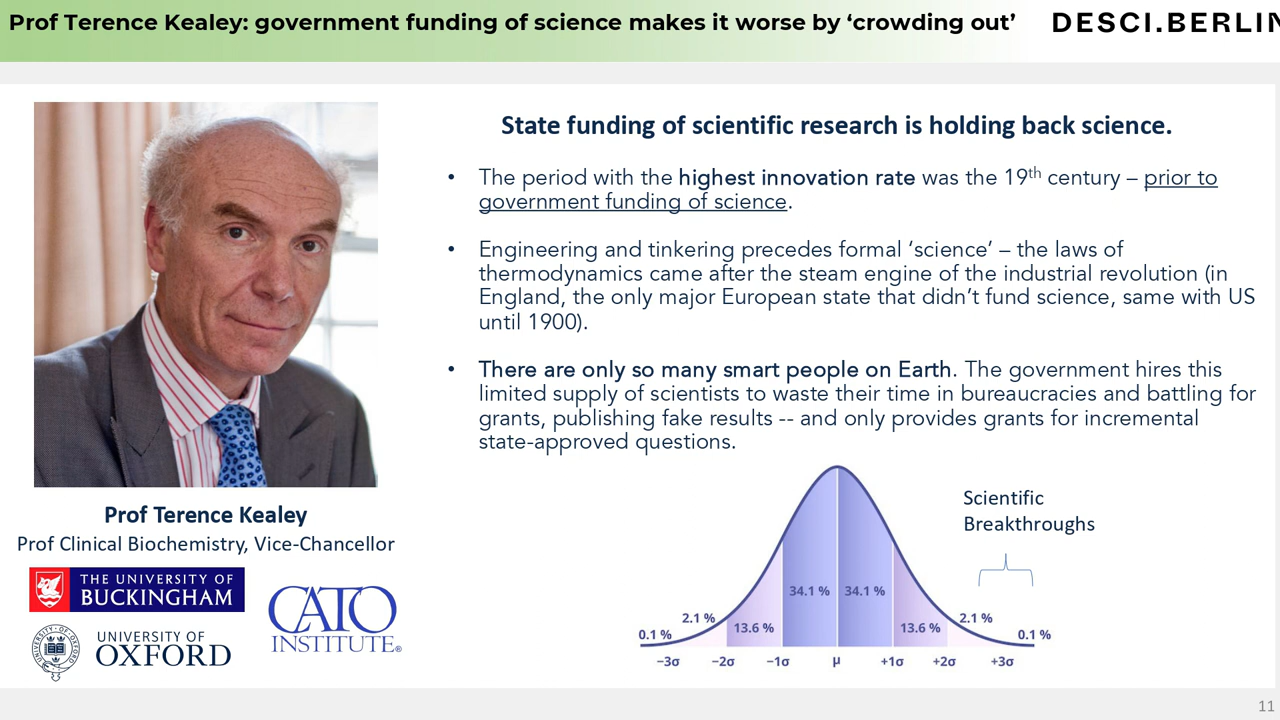 Prof Terence Kealey: government funding of science makes it worse by ‘crowding out’
DESCI.BERLIN
State funding of scientific research is holding back science.
• The period with the highest innovation rate was the 19th century – prior to
government funding of science.
• Engineering and tinkering precedes formal ‘science’ – the laws of
thermodynamics came after the steam engine of the industrial revolution (in
England, the only major European state that didn’t fund science, same with US
until 1900).
• There are only so many smart people on Earth. The government hires this
limited supply of scientists to waste their time in bureaucracies and battling for
grants, publishing fake results -- and only provides grants for incremental
state-approved questions.
Prof Terence Kealey
Prof Clinical Biochemistry, Vice-Chancellor
THE UNIVERSITY OF
BUCKINGHAM
CATO
INSTITUTE®
UNIVERSITY OF
OXFORD
Scientific
Breakthroughs
34.1 % 34.1 %
0.1 % 2.1 % 13.6 % 13.6 % 2.1 % 0.1 %
−3σ −2σ −1σ μ +1σ +2σ +3σ
11